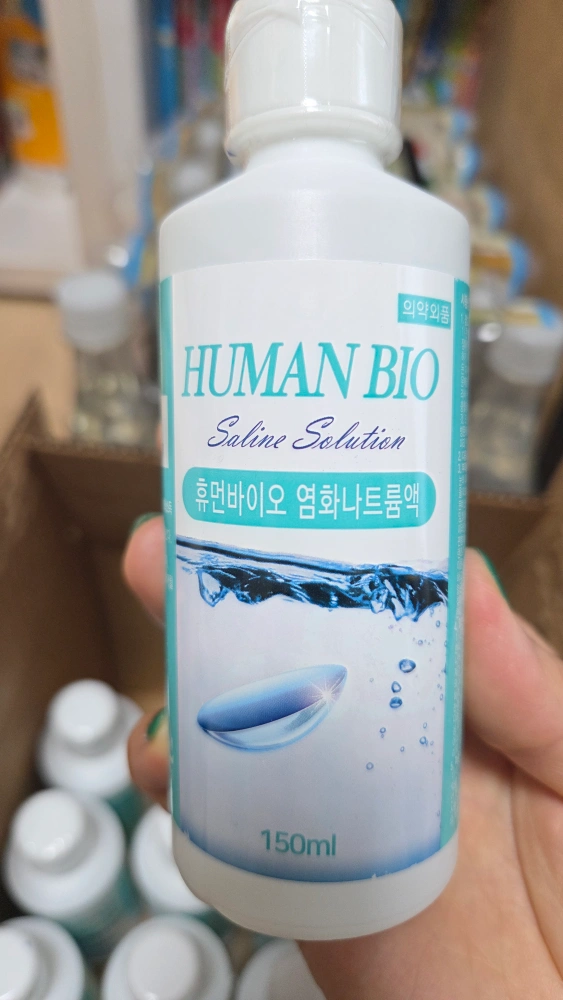 의약외품
HUMAN BIO
Saline Solution
휴먼바이오 염화나트륨액
150ml